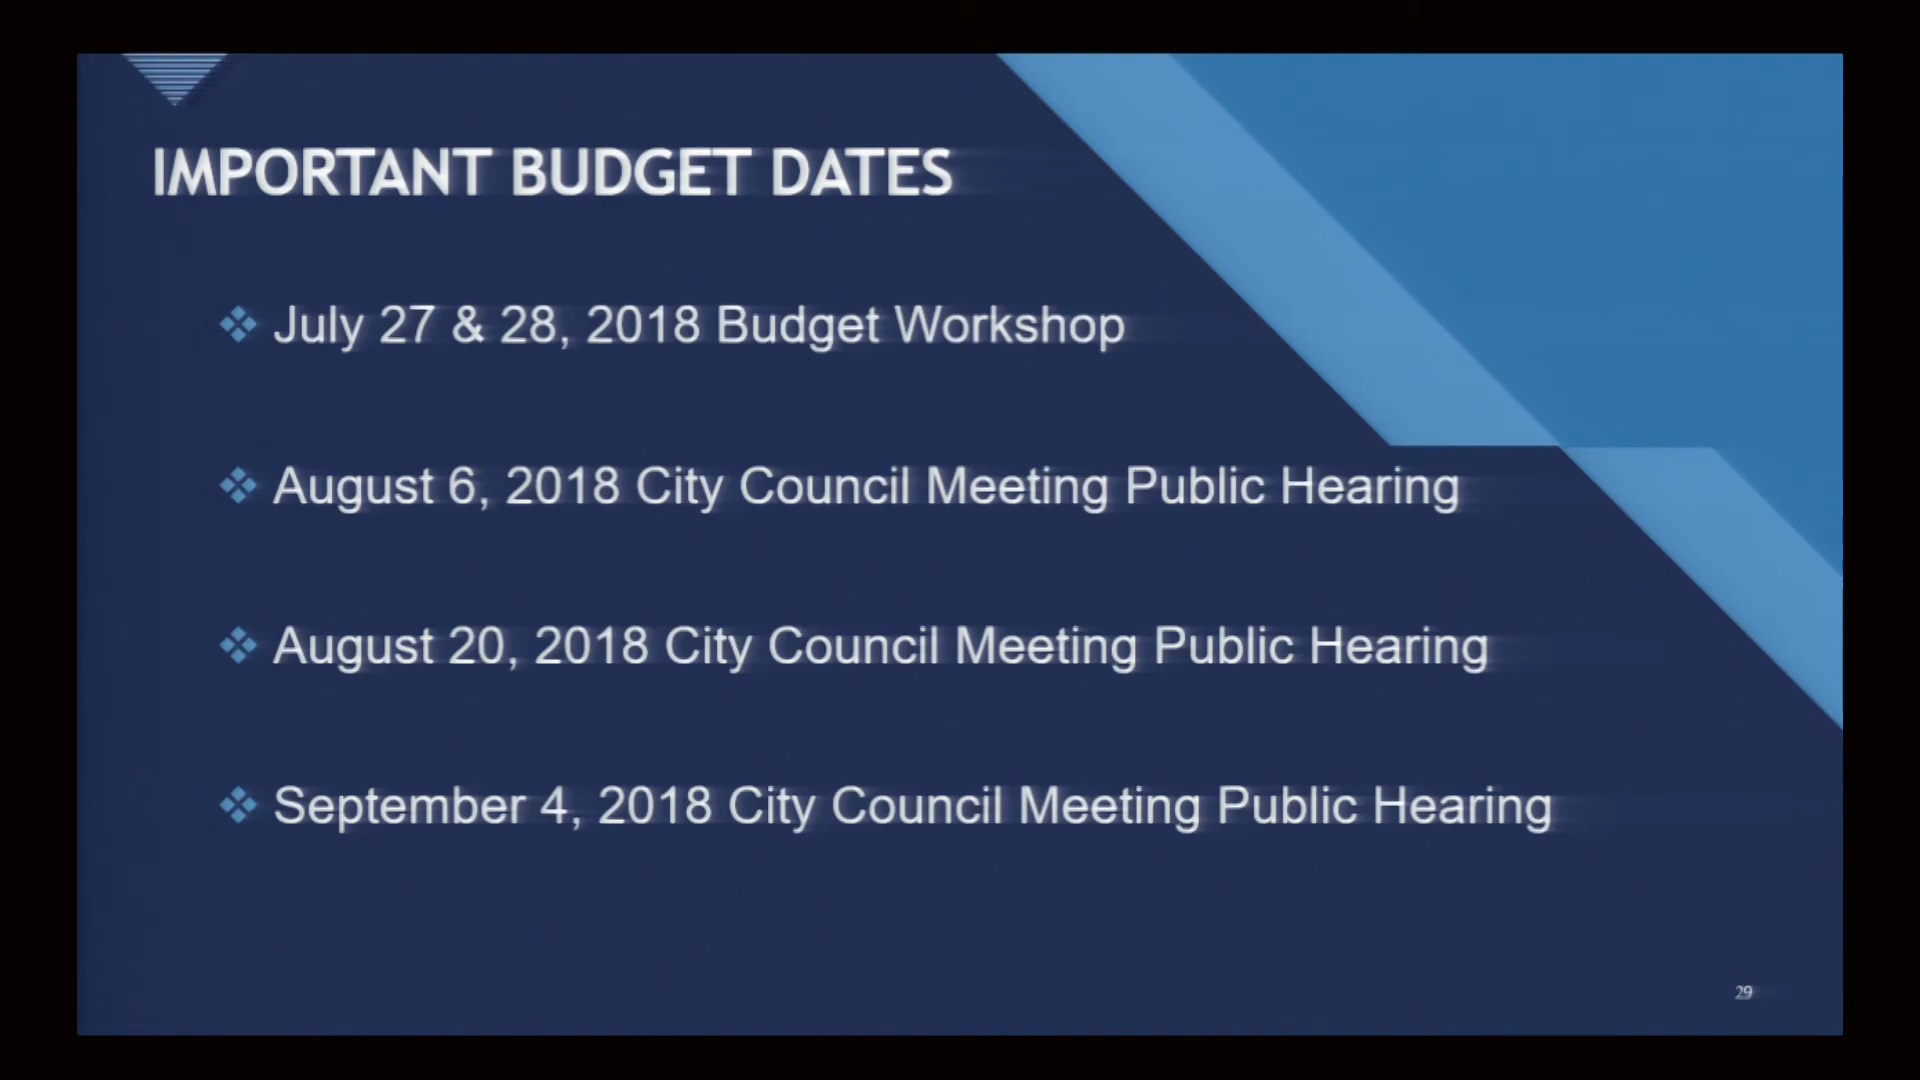 IMPORTANT BUDGET DATES
July 27 & 28, 2018 Budget Workshop
August 6, 2018 City Council Meeting Public Hearing
August 20, 2018 City Council Meeting Public Hearing
September 4, 2018 City Council Meeting Public Hearing
29